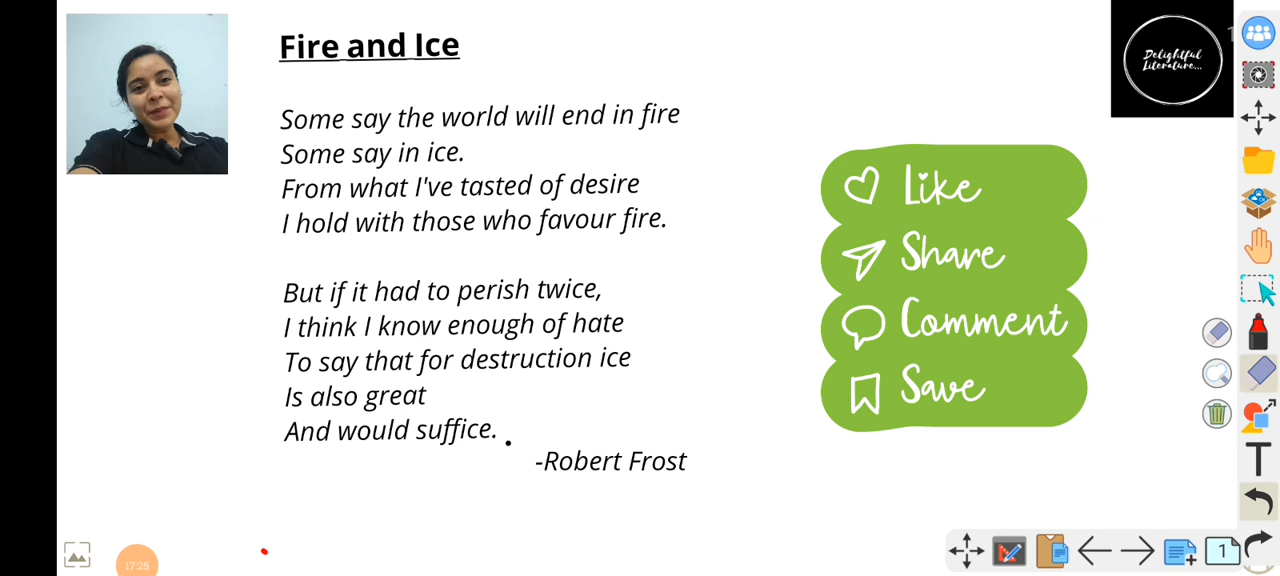 Fire and Ice
Some say the world will end in fire
Some say in ice.
From what I've tasted of desire
I hold with those who favour fire.
But if it had to perish twice,
I think I know enough of hate
To say that for destruction ice
Is also great
And would suffice.
-Robert Frost
Like
Share
Comment
Save
Delightful
Literature...
17:25
T
1